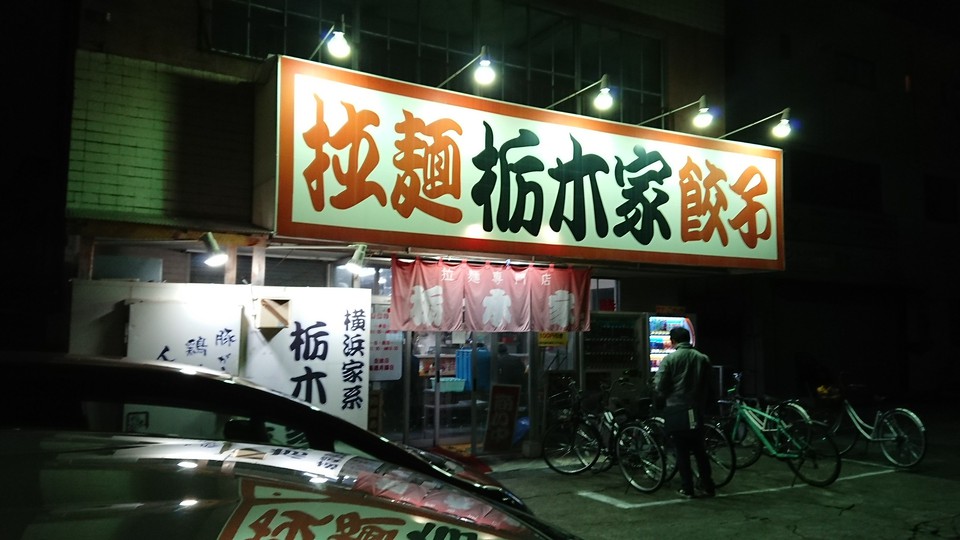 拉麺 栃木家 餃子
拉麺専門店
栃木家
横浜家系
栃木
豚
鶏